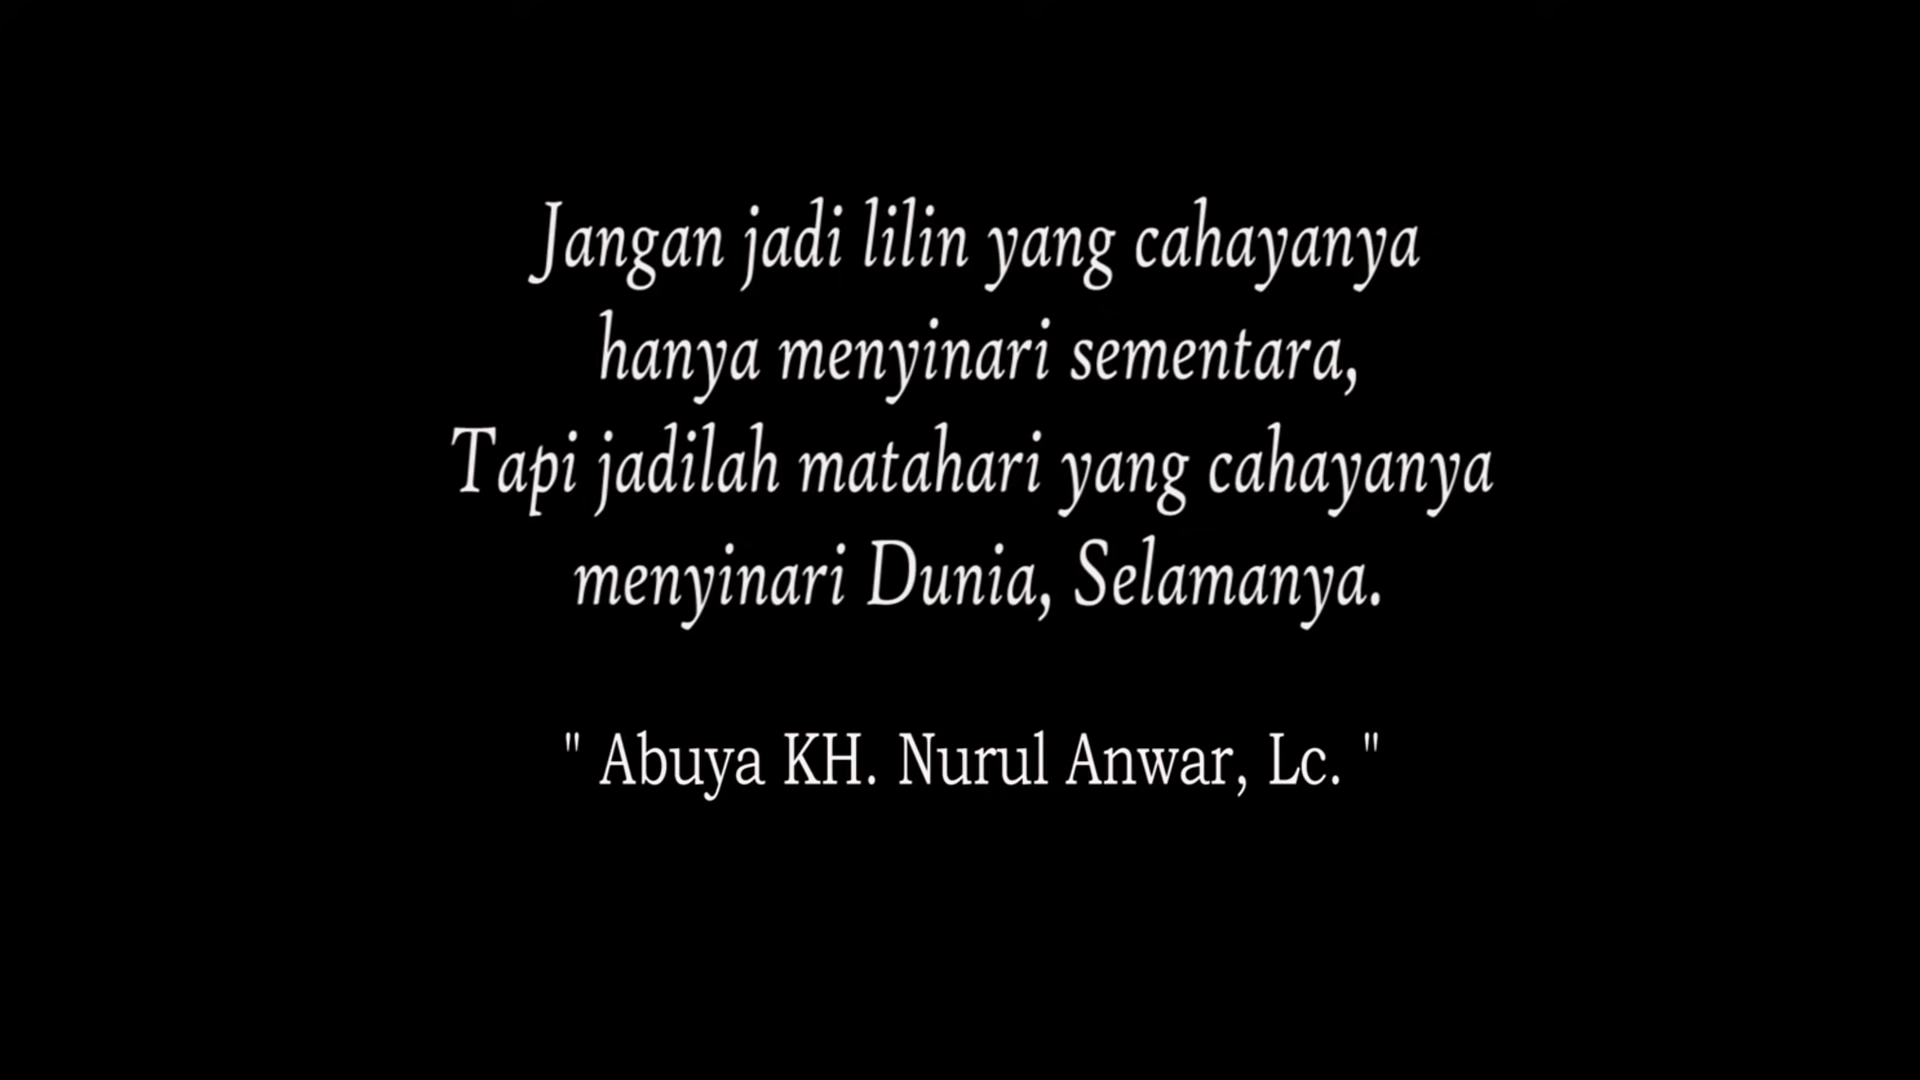 Jangan jadi lilin yang cahayanya
hanya menyinari sementara,
Tapi jadilah matahari yang cahayanya
menyinari Dunia, Selamanya.
" Abuya KH. Nurul Anwar, Lc. "